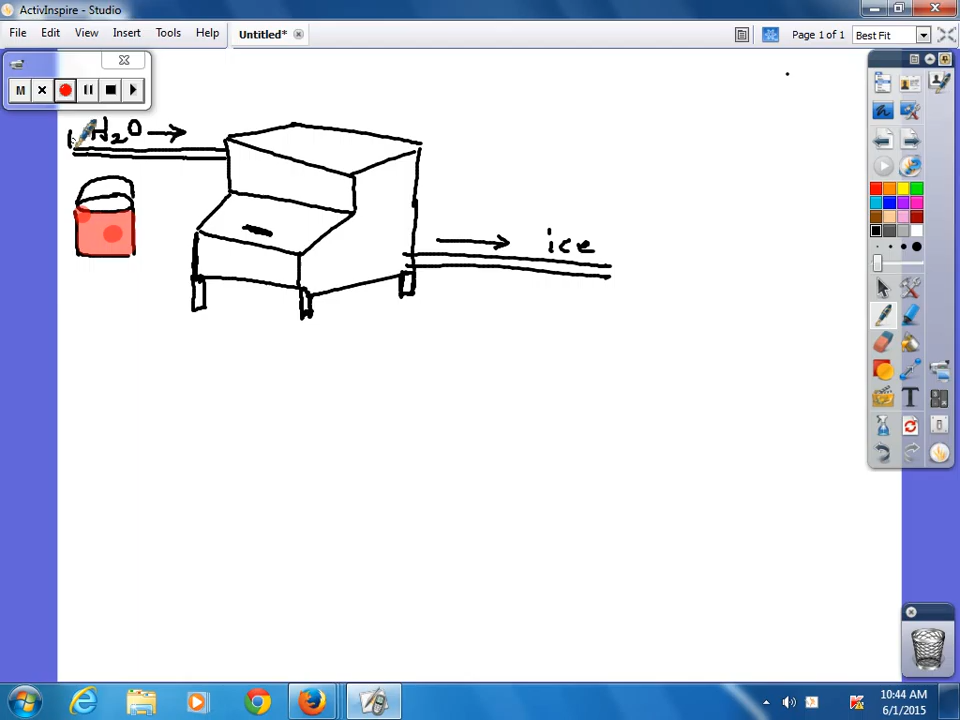 ActivInspire - Studio
File Edit View Insert Tools Help Untitled* Page 1 of 1 Best Fit
M
H₂O →
→ ice
T
10:44 AM
6/1/2015